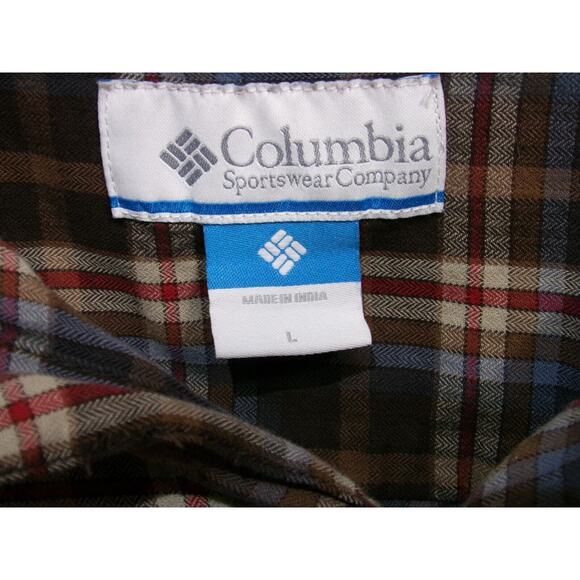 Columbia
Sportswear Company
MADE IN INDIA
L